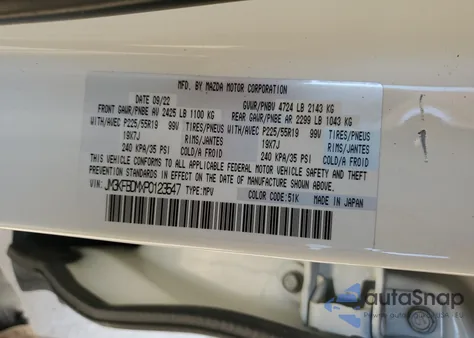 MFD. BY MAZDA MOTOR CORPORATION
DATE 09/22 GVWR/PNBV 4724 LB 2143 KG
FRONT GAWR/PNBE AV 2425 LB 1100 KG REAR GAWR/PNBE AR 2299 LB 1043 KG
WITH/AVEC P225/55R19 99V TIRES/PNEUS WITH/AVEC P225/55R19 99V TIRES/PNEUS
19X7J RIMS/JANTES, 19X7J RIMS/JANTES,
240 KPA/35 PSI COLD/A FROID 240 KPA/35 PSI COLD/A FROID
THIS VEHICLE CONFORMS TO ALL APPLICABLE FEDERAL MOTOR VEHICLE SAFETY AND THEFT
PREVENTION STANDARDS IN EFFECT ON THE DATE OF MANUFACTURE SHOWN ABOVE.
JM3KFBDMXP0123547 TYPE:MPV COLOR CODE:51K MADE IN JAPAN
autoSnap